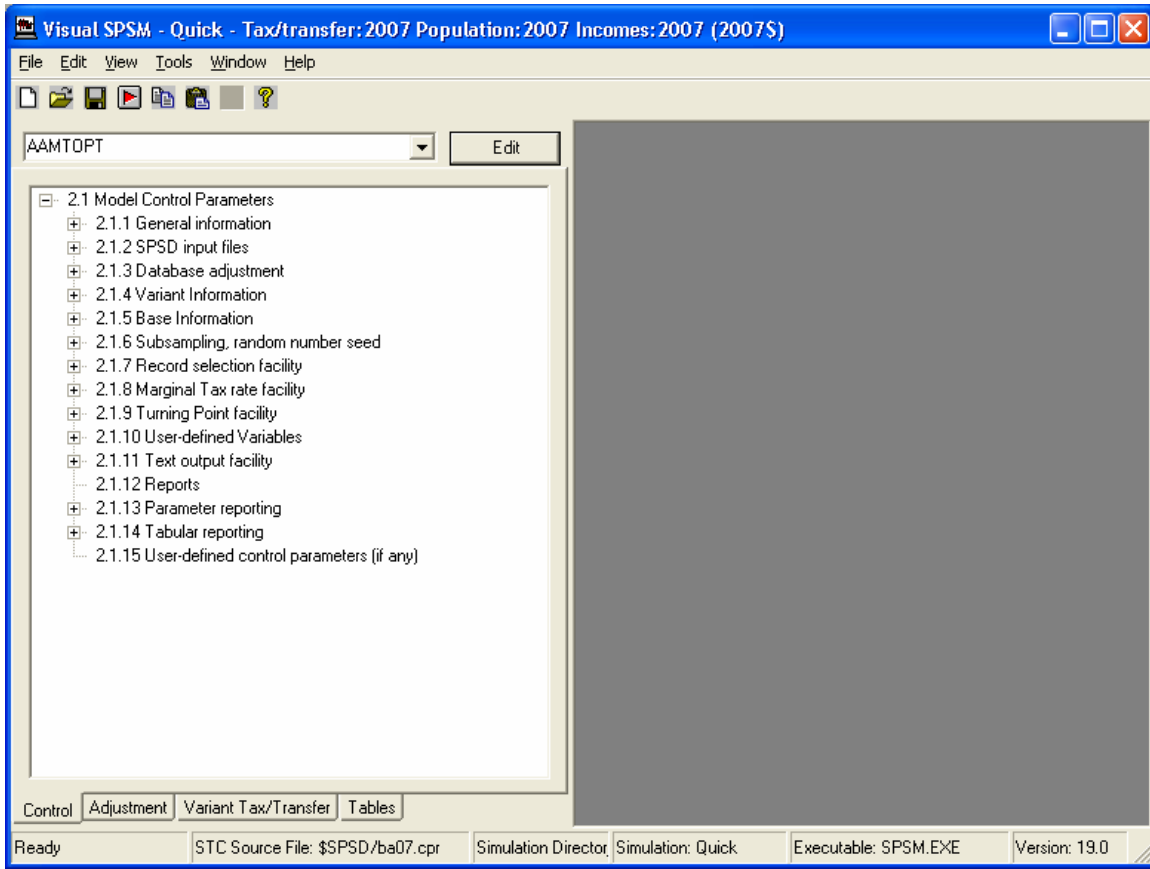 Visual SPSM - Quick - Tax/transfer:2007 Population:2007 Incomes:2007 (2007$)
File Edit View Tools Window Help
AAMTOPT Edit
2.1 Model Control Parameters
2.1.1 General information
2.1.2 SPSD input files
2.1.3 Database adjustment
2.1.4 Variant Information
2.1.5 Base Information
2.1.6 Subsampling, random number seed
2.1.7 Record selection facility
2.1.8 Marginal Tax rate facility
2.1.9 Turning Point facility
2.1.10 User-defined Variables
2.1.11 Text output facility
2.1.12 Reports
2.1.13 Parameter reporting
2.1.14 Tabular reporting
2.1.15 User-defined control parameters (if any)
Control Adjustment Variant Tax/Transfer Tables
Ready STC Source File: $SPSD/ba07.cpr Simulation Director Simulation: Quick Executable: SPSM.EXE Version: 19.0